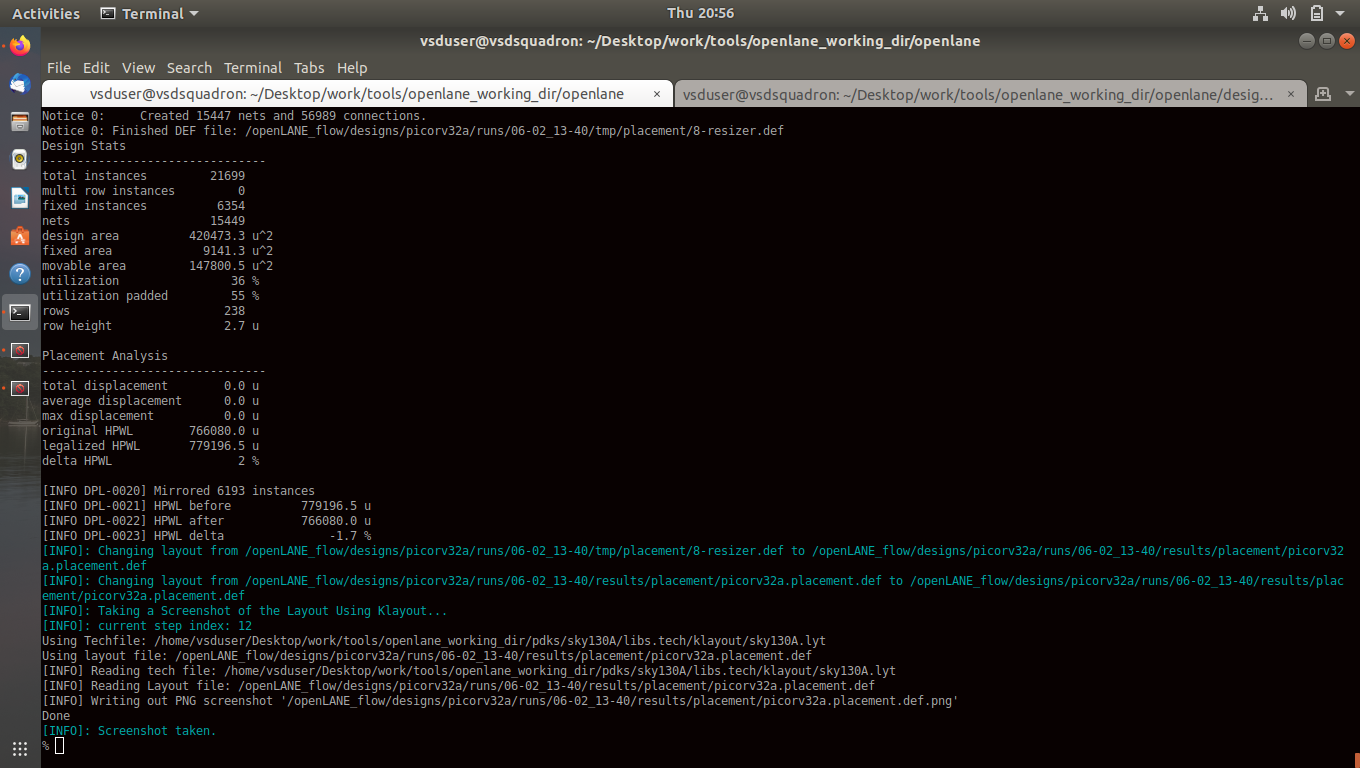 Activities Terminal Thu 20:56
vsduser@vsdsquadron: ~/Desktop/work/tools/openlane_working_dir/openlane
File Edit View Search Terminal Tabs Help
vsduser@vsdsquadron: ~/Desktop/work/tools/openlane_working_dir/openlane × vsduser@vsdsquadron: ~/Desktop/work/tools/openlane_working_dir/openlane/desig... ×
Notice 0:     Created 15447 nets and 56989 connections.
Notice 0: Finished DEF file: /openLANE_flow/designs/picorv32a/runs/06-02_13-40/tmp/placement/8-resizer.def
Design Stats
--------------------------------
total instances         21699
multi row instances         0
fixed instances          6354
nets                    15449
design area          420473.3 u^2
fixed area             9141.3 u^2
movable area         147800.5 u^2
utilization                36 %
utilization padded         55 %
rows                      238
row height                2.7 u

Placement Analysis
--------------------------------
total displacement        0.0 u
average displacement      0.0 u
max displacement          0.0 u
original HPWL        766080.0 u
legalized HPWL       779196.5 u
delta HPWL                  2 %

[INFO DPL-0020] Mirrored 6193 instances
[INFO DPL-0021] HPWL before          779196.5 u
[INFO DPL-0022] HPWL after           766080.0 u
[INFO DPL-0023] HPWL delta               -1.7 %
[INFO]: Changing layout from /openLANE_flow/designs/picorv32a/runs/06-02_13-40/tmp/placement/8-resizer.def to /openLANE_flow/designs/picorv32a/runs/06-02_13-40/results/placement/picorv32
a.placement.def
[INFO]: Changing layout from /openLANE_flow/designs/picorv32a/runs/06-02_13-40/results/placement/picorv32a.placement.def to /openLANE_flow/designs/picorv32a/runs/06-02_13-40/results/plac
ement/picorv32a.placement.def
[INFO]: Taking a Screenshot of the Layout Using Klayout...
[INFO]: current step index: 12
Using Techfile: /home/vsduser/Desktop/work/tools/openlane_working_dir/pdks/sky130A/libs.tech/klayout/sky130A.lyt
Using layout file: /openLANE_flow/designs/picorv32a/runs/06-02_13-40/results/placement/picorv32a.placement.def
[INFO] Reading tech file: /home/vsduser/Desktop/work/tools/openlane_working_dir/pdks/sky130A/libs.tech/klayout/sky130A.lyt
[INFO] Reading Layout file: /openLANE_flow/designs/picorv32a/runs/06-02_13-40/results/placement/picorv32a.placement.def
[INFO] Writing out PNG screenshot '/openLANE_flow/designs/picorv32a/runs/06-02_13-40/results/placement/picorv32a.placement.def.png'
Done
[INFO]: Screenshot taken.
%